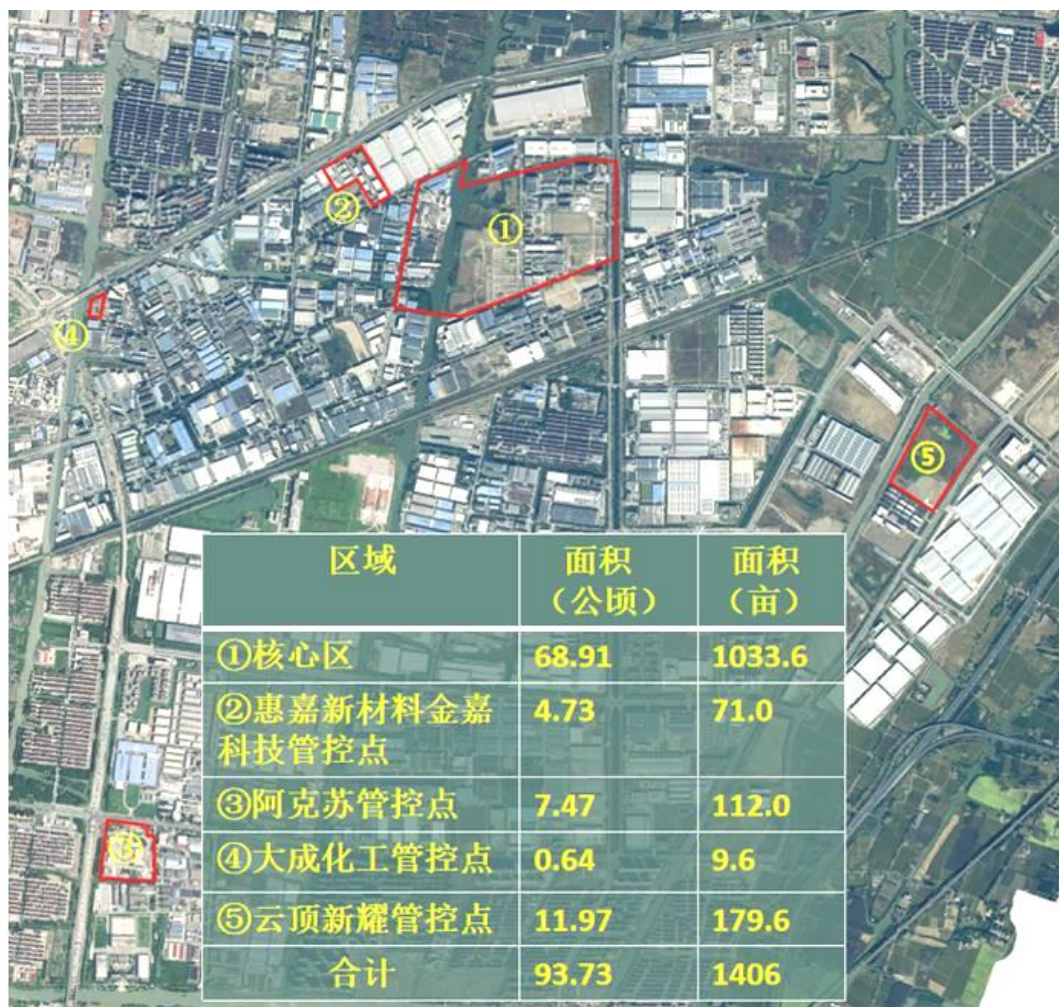 ②
①
④
⑤
③
区域 面积（公顷） 面积（亩）
①核心区 68.91 1033.6
②惠嘉新材料金嘉科技管控点 4.73 71.0
③阿克苏管控点 7.47 112.0
④大成化工管控点 0.64 9.6
⑤云顶新耀管控点 11.97 179.6
合计 93.73 1406